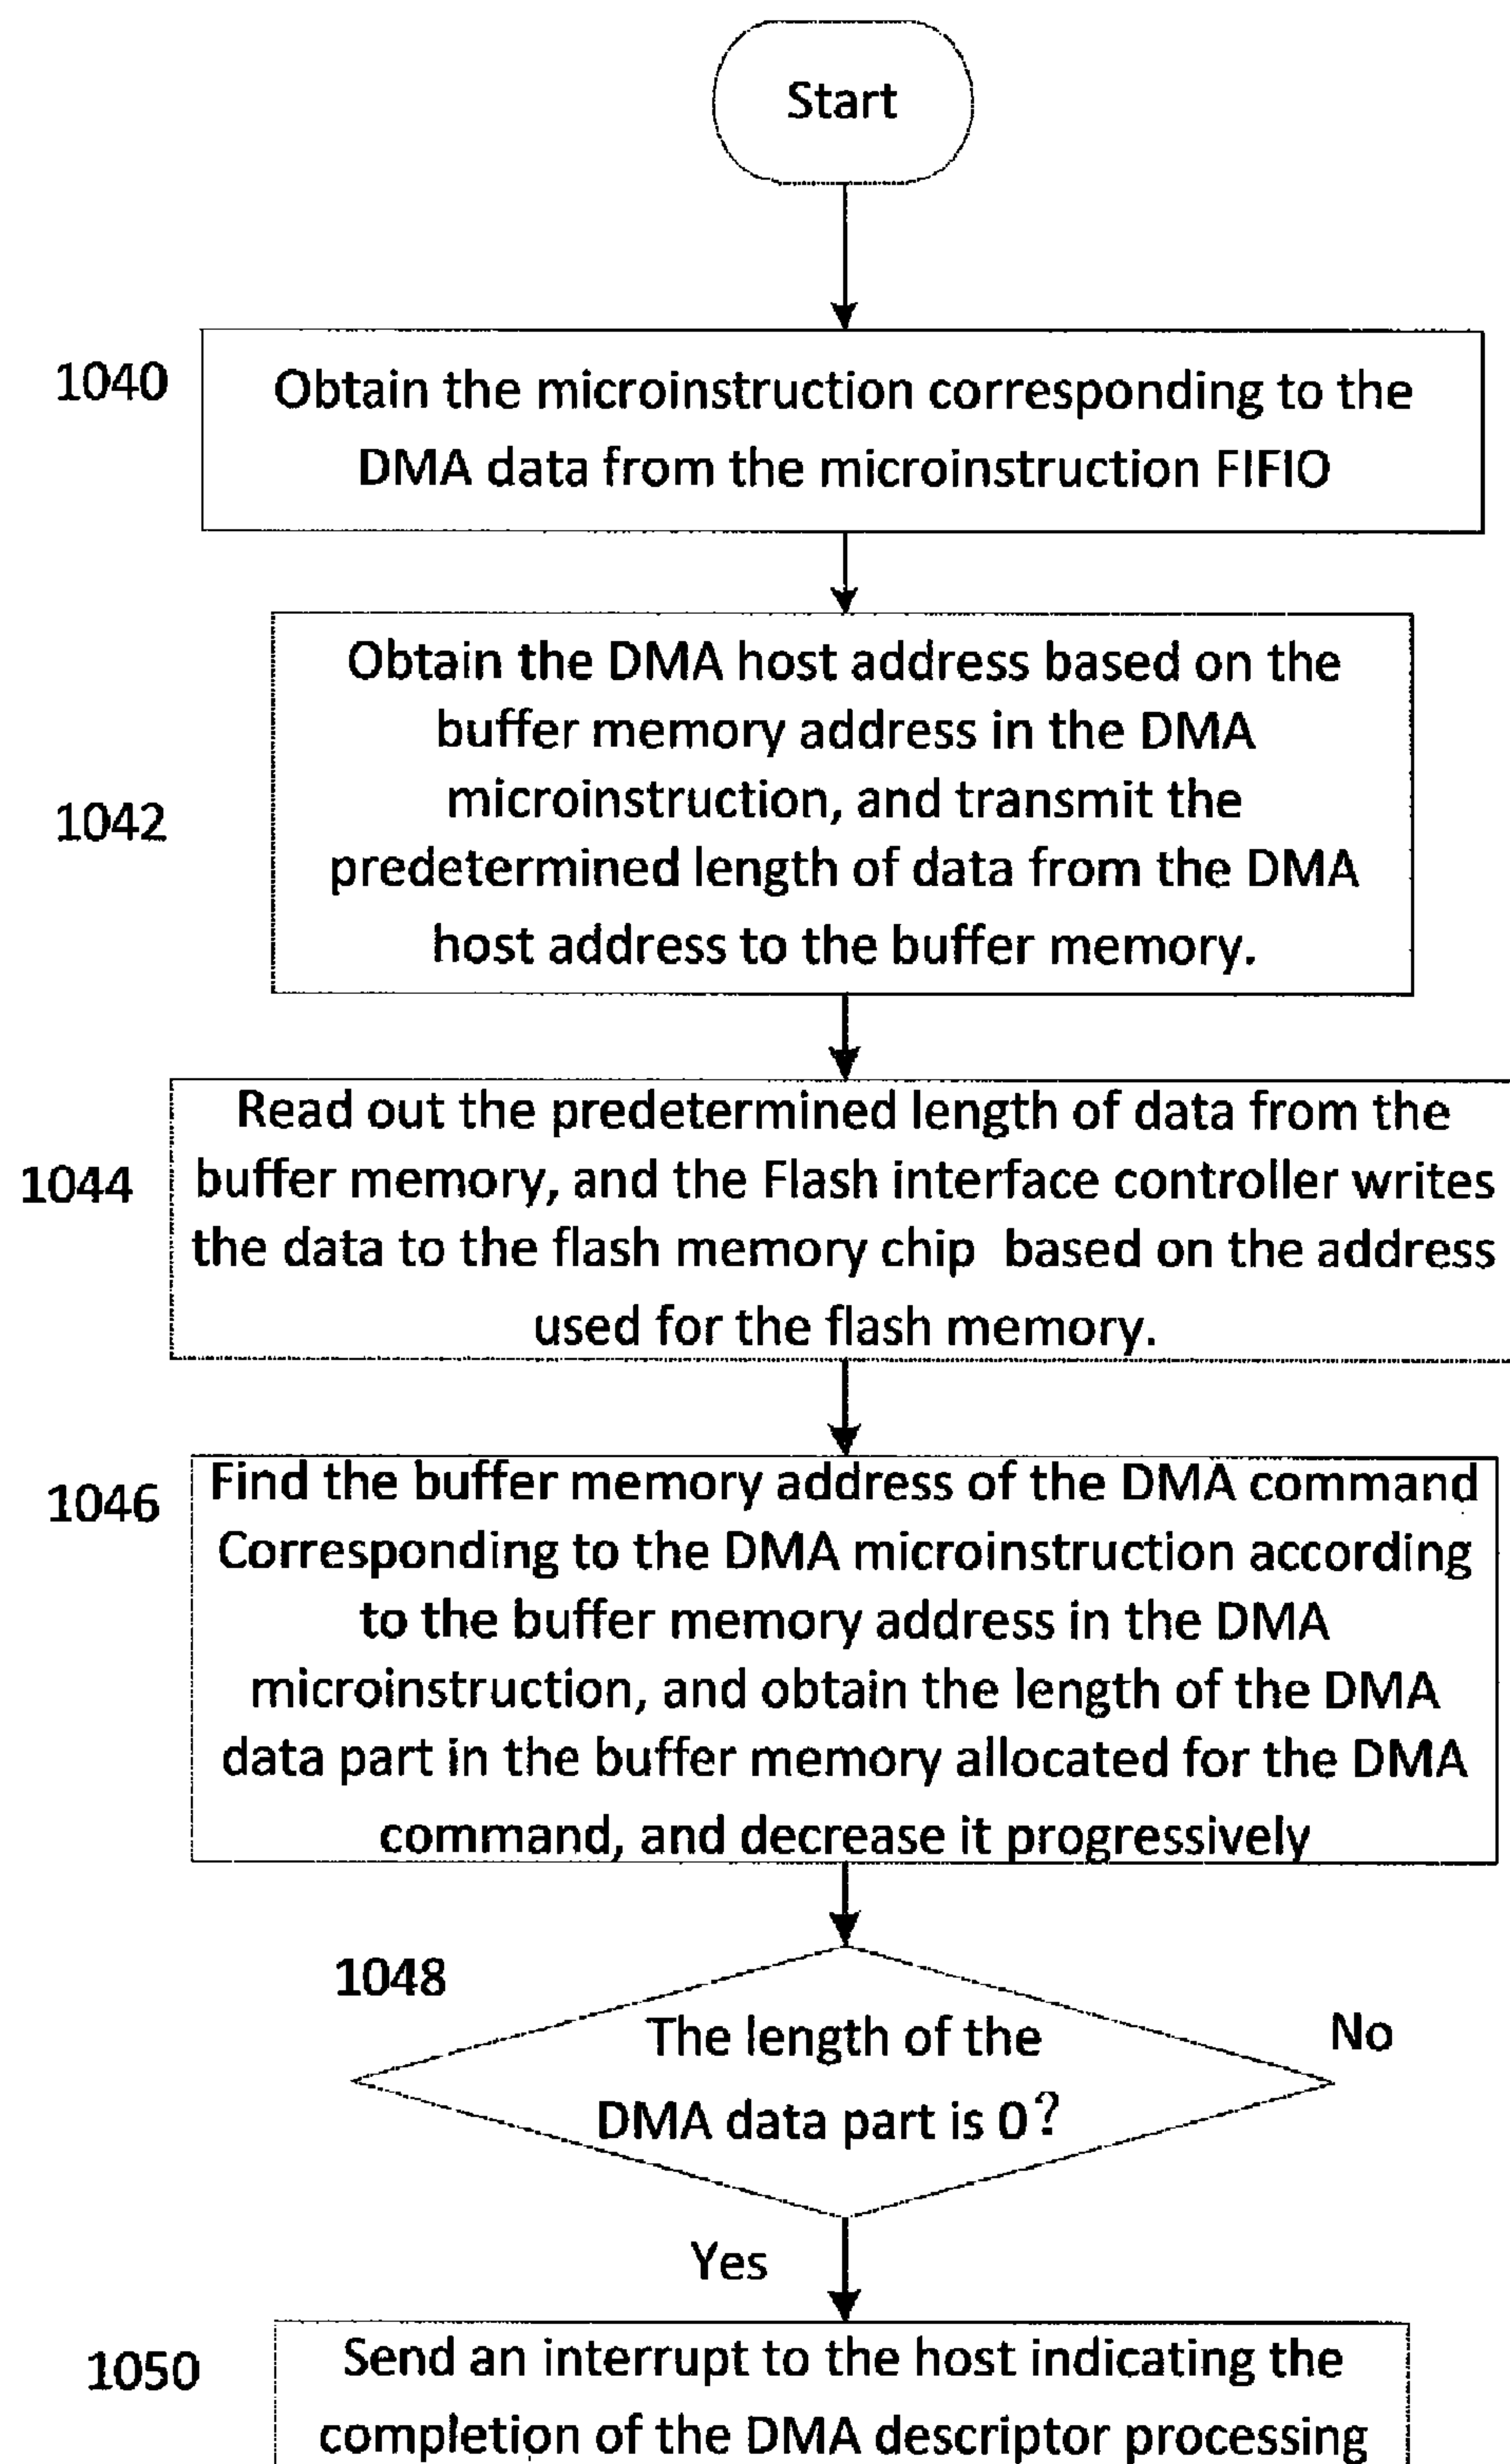 Start
1040
Obtain the microinstruction corresponding to the
DMA data from the microinstruction FIFIO
Obtain the DMA host address based on the
buffer memory address in the DMA
1042
microinstruction, and transmit the
predetermined length of data from the DMA
host address to the buffer memory.
Read out the predetermined length of data from the
1044
buffer memory, and the Flash interface controller writes
the data to the flash memory chip based on the address
used for the flash memory.
1046
Find the buffer memory address of the DMA command
Corresponding to the DMA microinstruction according
to the buffer memory address in the DMA
microinstruction, and obtain the length of the DMA
data part in the buffer memory allocated for the DMA
command, and decrease it progressively
1048
The length of the
DMA data part is 0?
No
Yes
1050
Send an interrupt to the host indicating the
completion of the DMA descriptor processing